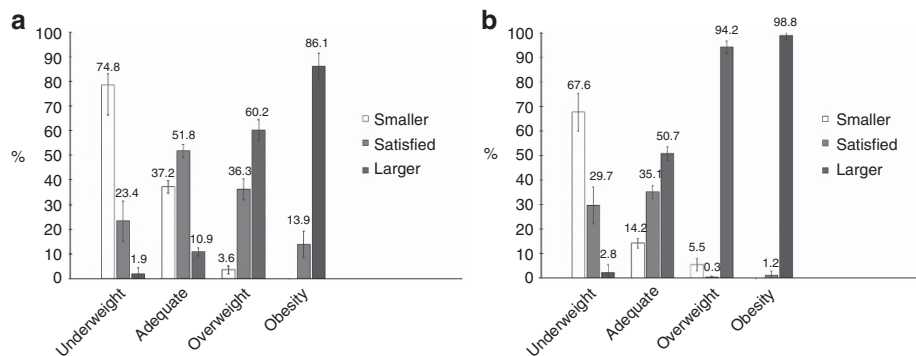 a
100
90
80
70
60
50
40
30
20
10
0
%
74.8
23.4
1.9
37.2
51.8
10.9
3.6
36.3
60.2
13.9
86.1
Smaller
Satisfied
Larger
Underweight
Adequate
Overweight
Obesity
b
100
90
80
70
60
50
40
30
20
10
0
%
67.6
29.7
2.8
14.2
35.1
50.7
5.5
0.3
94.2
1.2
98.8
Smaller
Satisfied
Larger
Underweight
Adequate
Overweight
Obesity